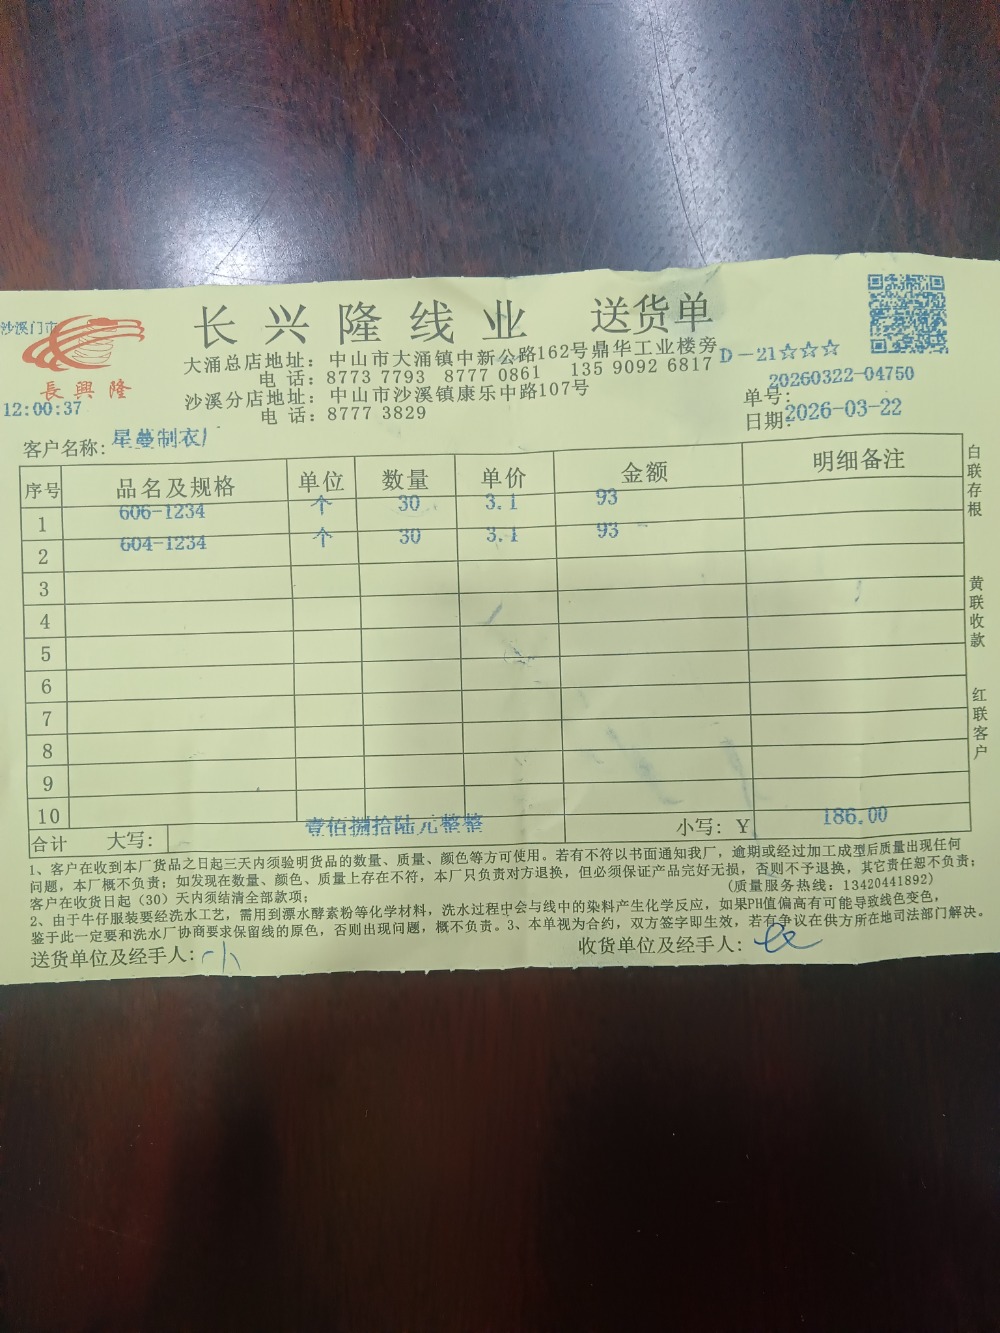 沙溪门市
長興隆
12:00:37
长兴隆线业 送货单
大涌总店地址：中山市大涌镇中新公路162号鼎华工业楼旁
D-21☆☆☆
电 话：8773 7793 8777 0861 135 9092 6817
沙溪分店地址：中山市沙溪镇康乐中路107号
电 话：8777 3829
单号：20260322-04750
日期：2026-03-22
客户名称：星蔓制衣厂
序号 品名及规格 单位 数量 单价 金额 明细备注
1 606-1234 个 30 3.1 93
2 604-1234 个 30 3.1 93
3
4
5
6
7
8
9
10
合计 大写： 壹佰捌拾陆元整整 小写：￥ 186.00
白联存根
黄联收款
红联客户
1、客户在收到本厂货品之日起三天内须验明货品的数量、质量、颜色等方可使用。若有不符以书面通知我厂，逾期或经过加工成型后质量出现任何
问题，本厂概不负责；如发现在数量、颜色、质量上存在不符，本厂只负责对方退换，但必须保证产品完好无损，否则不予退换，其它责任恕不负责；
客户在收货日起（30）天内须结清全部款项； （质量服务热线：13420441892）
2、由于牛仔服装要经洗水工艺，需用到漂水酵素粉等化学材料，洗水过程中会与线中的染料产生化学反应，如果PH值偏高有可能导致线色变色，
鉴于此一定要和洗水厂协商要求保留线的原色，否则出现问题，概不负责。3、本单视为合约，双方签字即生效，若有争议在供方所在地司法部门解决。
送货单位及经手人： 收货单位及经手人：